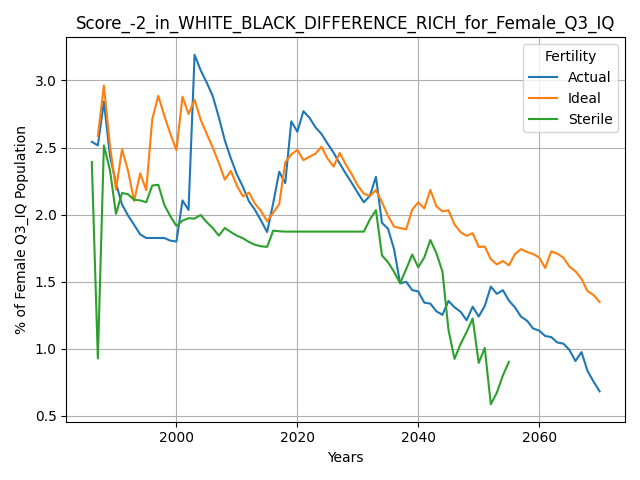 Score_-2_in_WHITE_BLACK_DIFFERENCE_RICH_for_Female_Q3_IQ
Fertility
Actual
Ideal
Sterile
% of Female Q3_IQ Population
3.0
2.5
2.0
1.5
1.0
0.5
2000
2020
2040
2060
Years